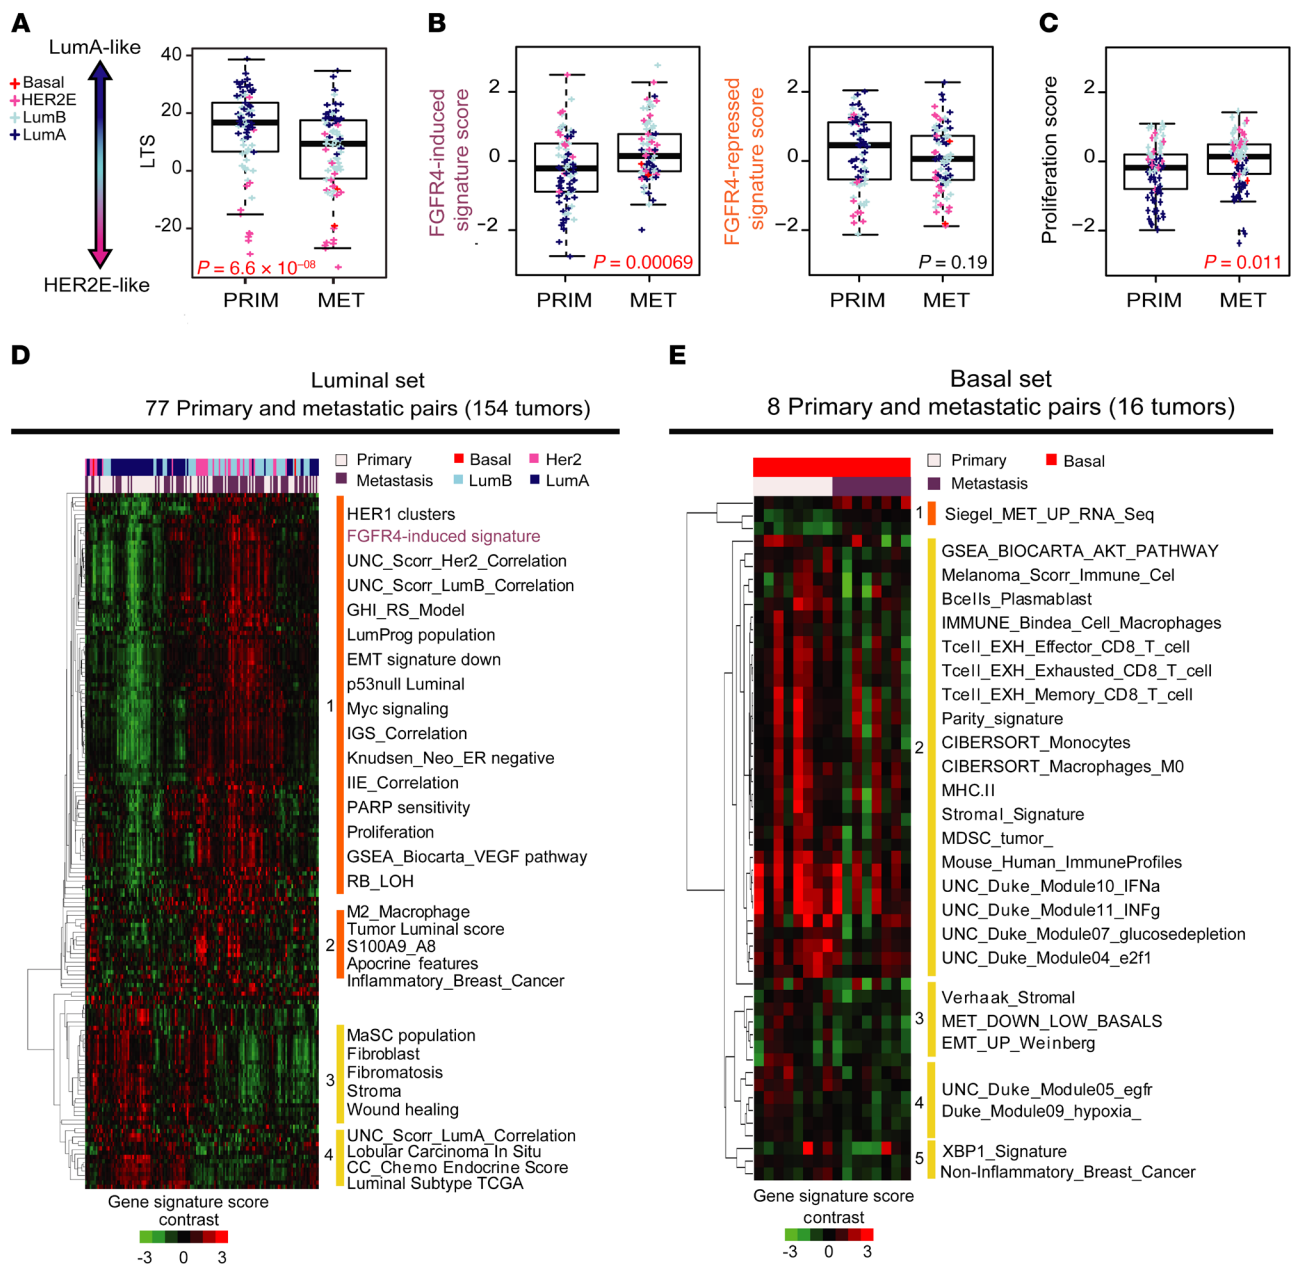 A
LumA-like
Basal
HER2E
LumB
LumA
HER2E-like
LTS
40
20
0
-20
P = 6.6 × 10⁻⁰⁸
PRIM
MET
B
FGFR4-induced
signature score
2
0
−2
P = 0.00069
PRIM
MET
FGFR4-repressed
signature score
2
0
−2
P = 0.19
PRIM
MET
C
Proliferation score
2
0
−2
P = 0.011
PRIM
MET
D
Luminal set
77 Primary and metastatic pairs (154 tumors)
Primary
Basal
Her2
Metastasis
LumB
LumA
1
HER1 clusters
FGFR4-induced signature
UNC_Scorr_Her2_Correlation
UNC_Scorr_LumB_Correlation
GHI_RS_Model
LumProg population
EMT signature down
p53null Luminal
Myc signaling
IGS_Correlation
Knudsen_Neo_ER negative
IIE_Correlation
PARP sensitivity
Proliferation
GSEA_Biocarta_VEGF pathway
RB_LOH
2
M2_Macrophage
Tumor Luminal score
S100A9_A8
Apocrine features
Inflammatory_Breast_Cancer
3
MaSC population
Fibroblast
Fibromatosis
Stroma
Wound healing
4
UNC_Scorr_LumA_Correlation
Lobular Carcinoma In Situ
CC_Chemo Endocrine Score
Luminal Subtype TCGA
Gene signature score
contrast
-3 0 3
E
Basal set
8 Primary and metastatic pairs (16 tumors)
Primary
Basal
Metastasis
1
Siegel_MET_UP_RNA_Seq
2
GSEA_BIOCARTA_AKT_PATHWAY
Melanoma_Scorr_Immune_Cel
Bcells_Plasmablast
IMMUNE_Bindea_Cell_Macrophages
Tcell_EXH_Effector_CD8_T_cell
Tcell_EXH_Exhausted_CD8_T_cell
Tcell_EXH_Memory_CD8_T_cell
Parity_signature
CIBERSORT_Monocytes
CIBERSORT_Macrophages_M0
MHC.II
Stromal_Signature
MDSC_tumor_
Mouse_Human_ImmuneProfiles
UNC_Duke_Module10_IFNa
UNC_Duke_Module11_INFg
UNC_Duke_Module07_glucosedepletion
UNC_Duke_Module04_e2f1
3
Verhaak_Stromal
MET_DOWN_LOW_BASALS
EMT_UP_Weinberg
4
UNC_Duke_Module05_egfr
Duke_Module09_hypoxia_
5
XBP1_Signature
Non-Inflammatory_Breast_Cancer
Gene signature score
contrast
-3 0 3